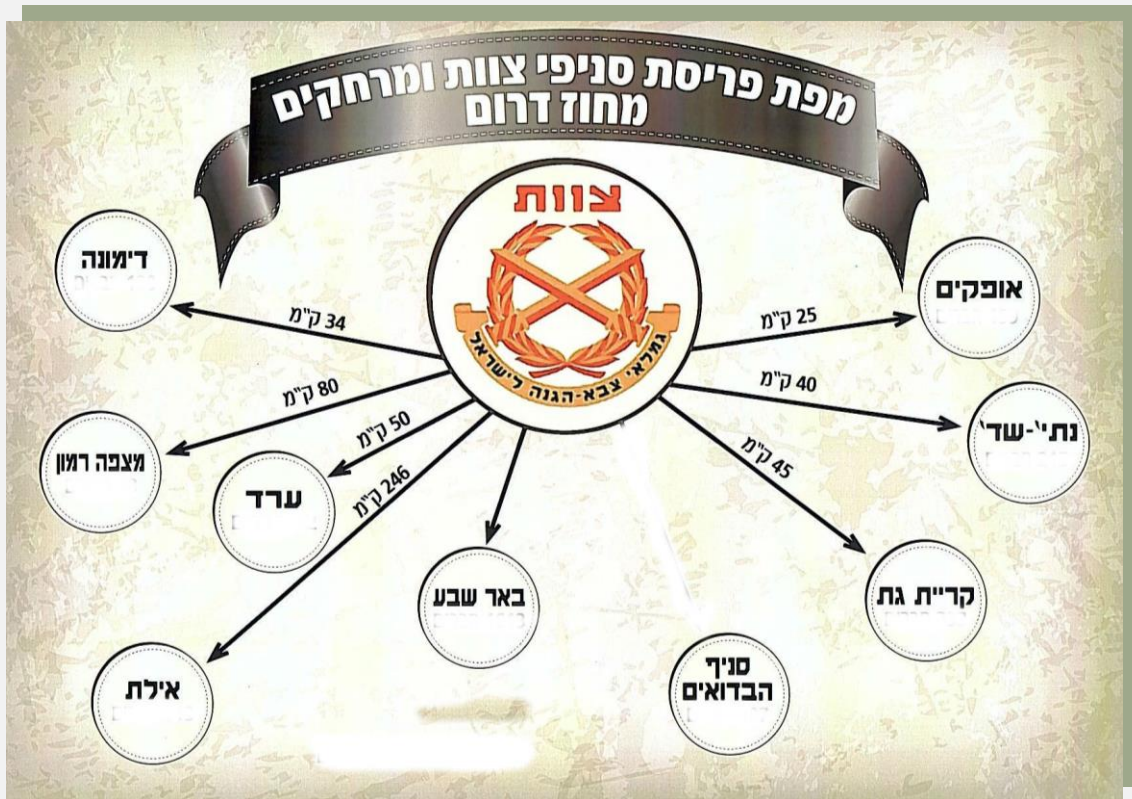 מפת פריסת סניפי צוות ומרחקים
מחוז דרום
צוות
גמלאי צבא-הגנה לישראל
אופקים
25 ק"מ
נתי'-שד'
40 ק"מ
קריית גת
45 ק"מ
סניף
הבדואים
באר שבע
דימונה
34 ק"מ
מצפה רמון
80 ק"מ
ערד
50 ק"מ
אילת
246 ק"מ